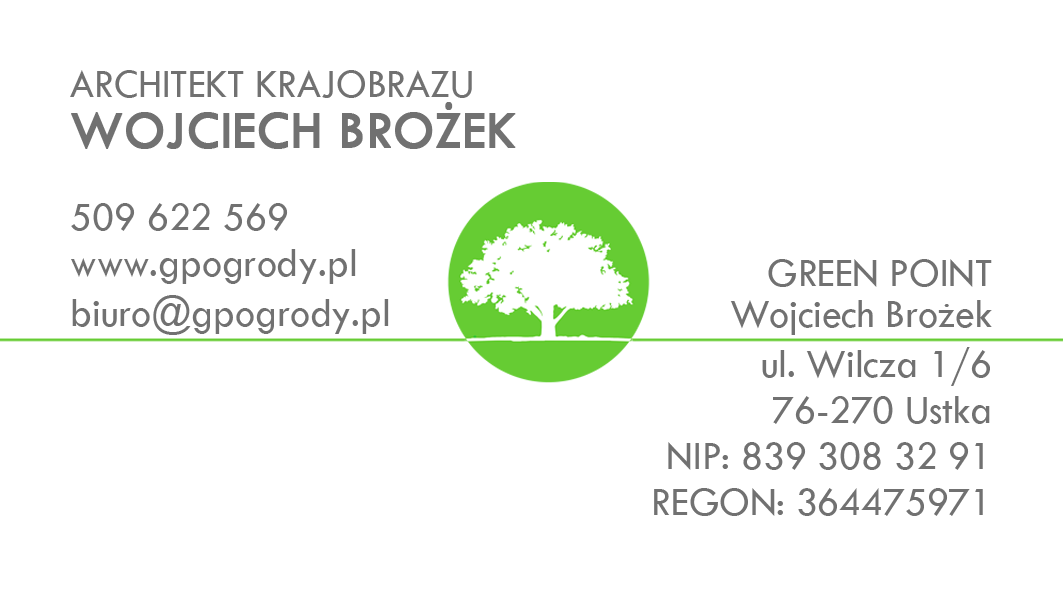 ARCHITEKT KRAJOBRAZU
WOJCIECH BROŻEK
509 622 569
www.gpogrody.pl
biuro@gpogrody.pl
GREEN POINT
Wojciech Brożek
ul. Wilcza 1/6
76-270 Ustka
NIP: 839 308 32 91
REGON: 364475971